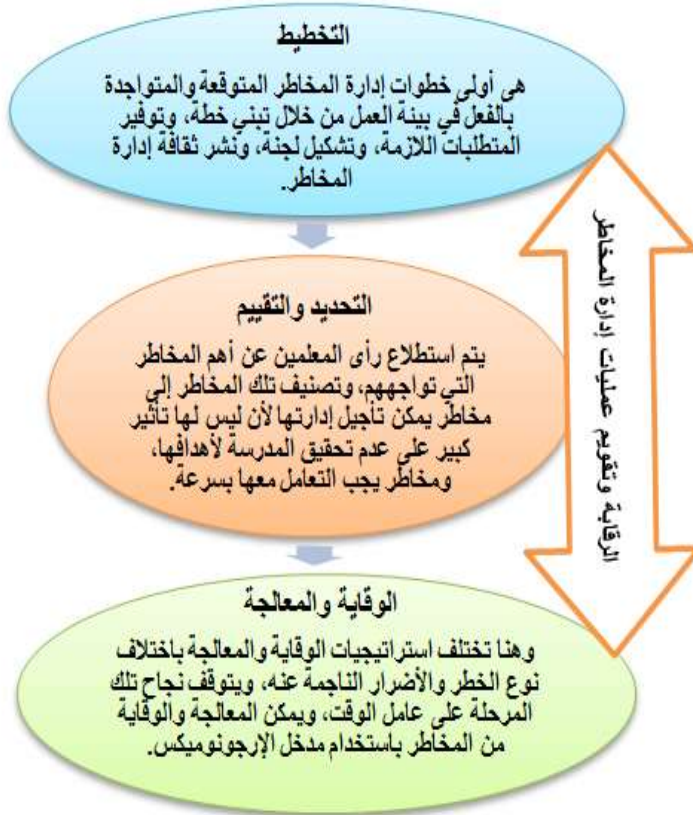 التخطيط
هى أولى خطوات إدارة المخاطر المتوقعة والمتواجدة
بالفعل في بيئة العمل من خلال تبني خطة، وتوفير
المتطلبات اللازمة، وتشكيل لجنة، ونشر ثقافة إدارة
المخاطر.
التحديد والتقييم
يتم استطلاع رأى المعلمين عن أهم المخاطر
التي تواجههم، وتصنيف تلك المخاطر إلى
مخاطر يمكن تأجيل إدارتها لأن ليس لها تأثير
كبير على عدم تحقيق المدرسة لأهدافها،
ومخاطر يجب التعامل معها بسرعة.
الوقاية والمعالجة
وهنا تختلف استراتيجيات الوقاية والمعالجة باختلاف
نوع الخطر والأضرار الناجمة عنه، ويتوقف نجاح تلك
المرحلة على عامل الوقت، ويمكن المعالجة والوقاية
من المخاطر باستخدام مدخل الإرجونوميكس.
الرقابة وتقويم عمليات إدارة المخاطر